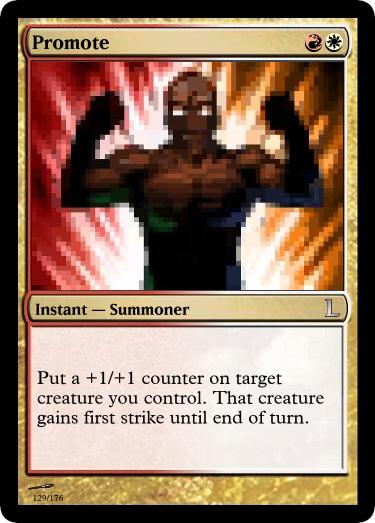 Promote
Instant — Summoner
L
Put a +1/+1 counter on target
creature you control. That creature
gains first strike until end of turn.
129/176